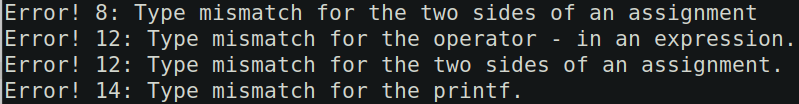 Error! 8: Type mismatch for the two sides of an assignment
Error! 12: Type mismatch for the operator - in an expression.
Error! 12: Type mismatch for the two sides of an assignment.
Error! 14: Type mismatch for the printf.